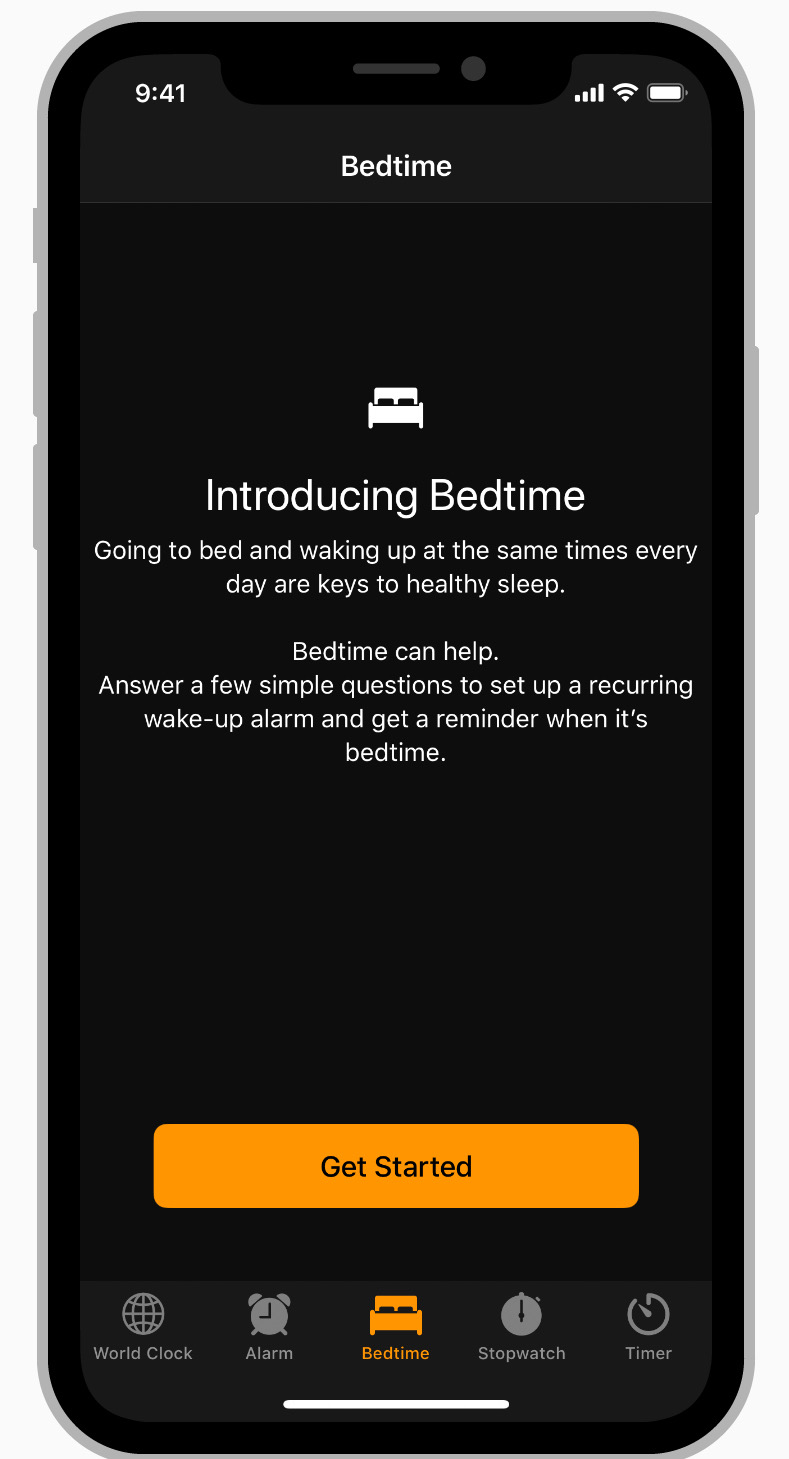 9:41
Bedtime
Introducing Bedtime
Going to bed and waking up at the same times every
day are keys to healthy sleep.
Bedtime can help.
Answer a few simple questions to set up a recurring
wake-up alarm and get a reminder when it’s
bedtime.
Get Started
World Clock
Alarm
Bedtime
Stopwatch
Timer